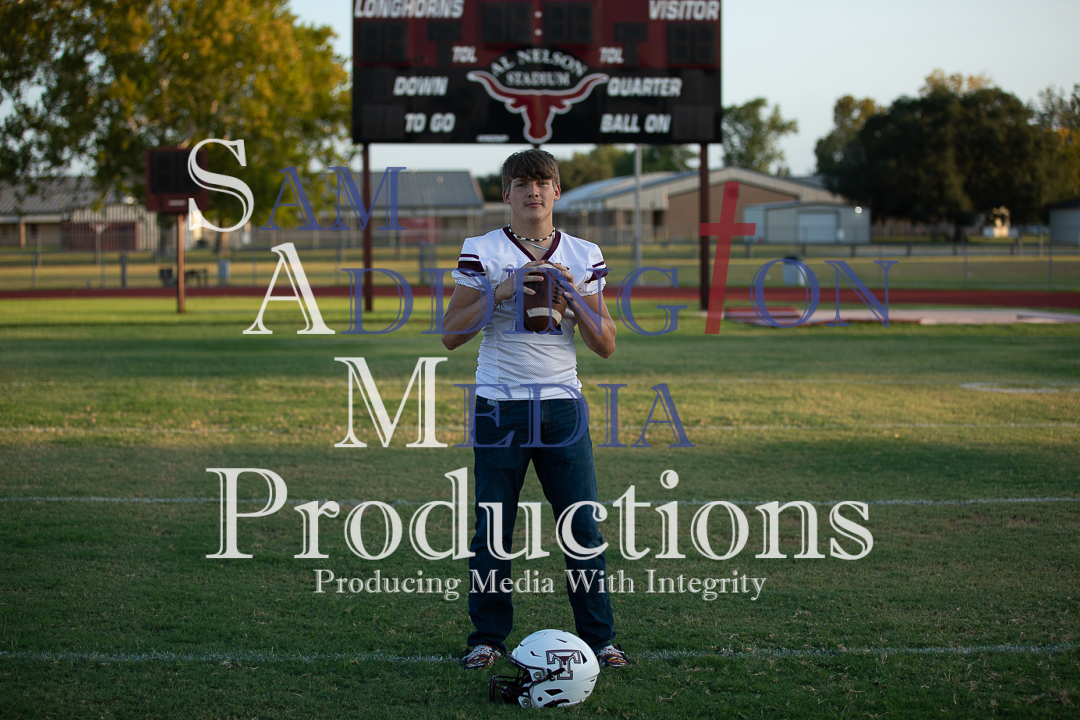 LONGHORNS VISITOR
TOL TOL
AL NELSON
STADIUM
DOWN QUARTER
TO GO BALL ON
SAM
ADDINGTON
MEDIA
Productions
Producing Media With Integrity
T